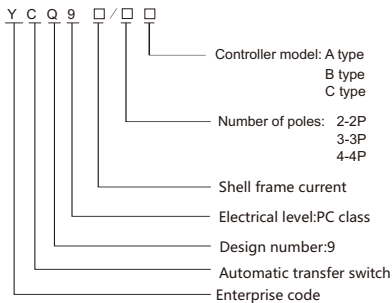 Y C Q 9 □ / □ □
Controller model: A type
B type
C type
Number of poles: 2-2P
3-3P
4-4P
Shell frame current
Electrical level:PC class
Design number:9
Automatic transfer switch
Enterprise code